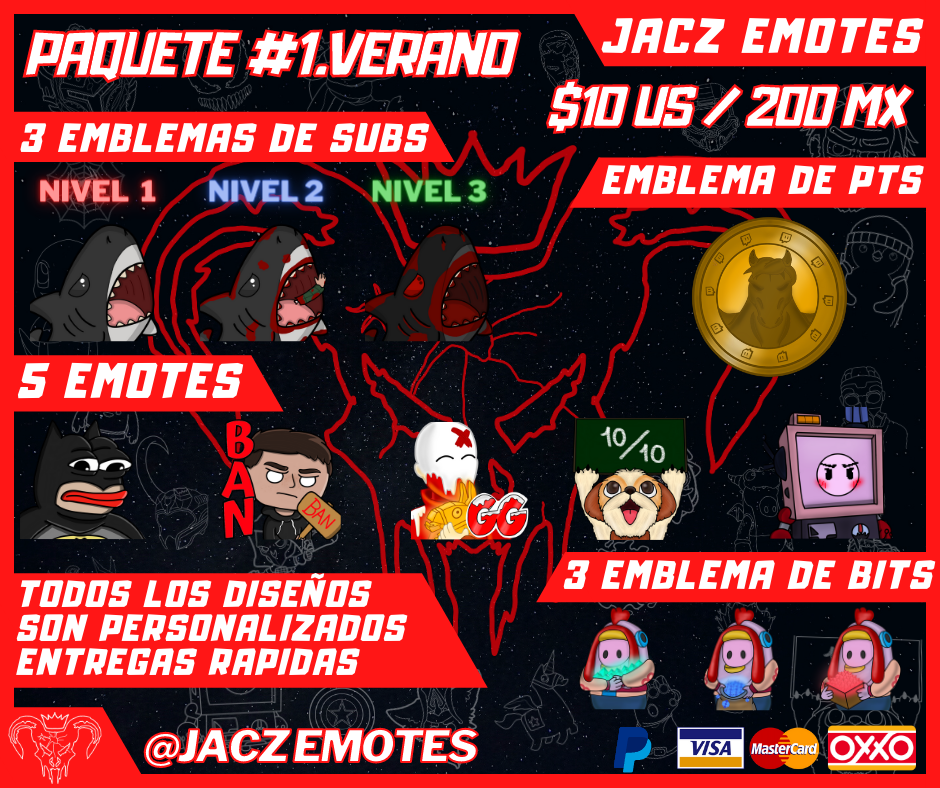 PAQUETE #1.VERANO
JACZ EMOTES
$10 US / 200 MX
3 EMBLEMAS DE SUBS
NIVEL 1
NIVEL 2
NIVEL 3
EMBLEMA DE PTS
5 EMOTES
BAN
BAN
GG
10/10
3 EMBLEMA DE BITS
TODOS LOS DISEÑOS
SON PERSONALIZADOS
ENTREGAS RAPIDAS
@JACZ EMOTES
VISA
MasterCard
OXXO